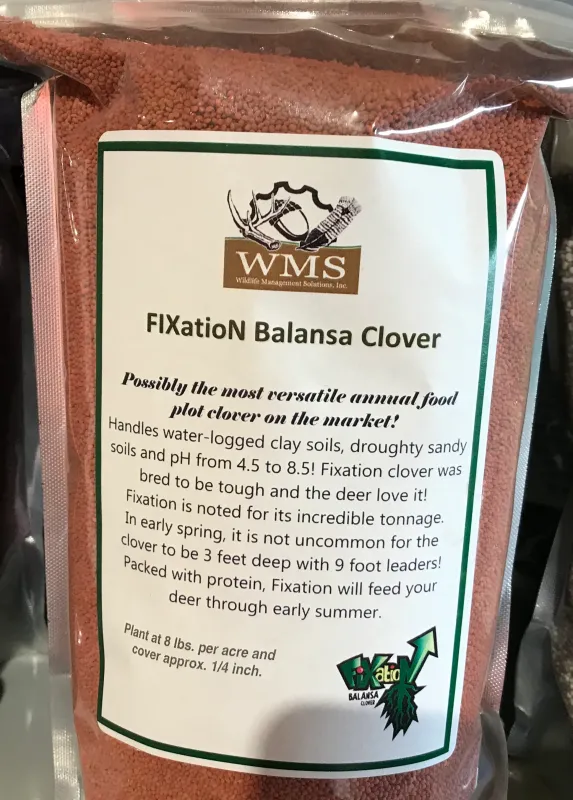 WMS
Wildlife Management Solutions, Inc.
FIXatioN Balansa Clover
Possibly the most versatile annual food
plot clover on the market!
Handles water-logged clay soils, droughty sandy
soils and pH from 4.5 to 8.5! Fixation clover was
bred to be tough and the deer love it!
Fixation is noted for its incredible tonnage.
In early spring, it is not uncommon for the
clover to be 3 feet deep with 9 foot leaders!
Packed with protein, Fixation will feed your
deer through early summer.
Plant at 8 lbs. per acre and
cover approx. 1/4 inch.
FiXatioN
BALANSA
CLOVER